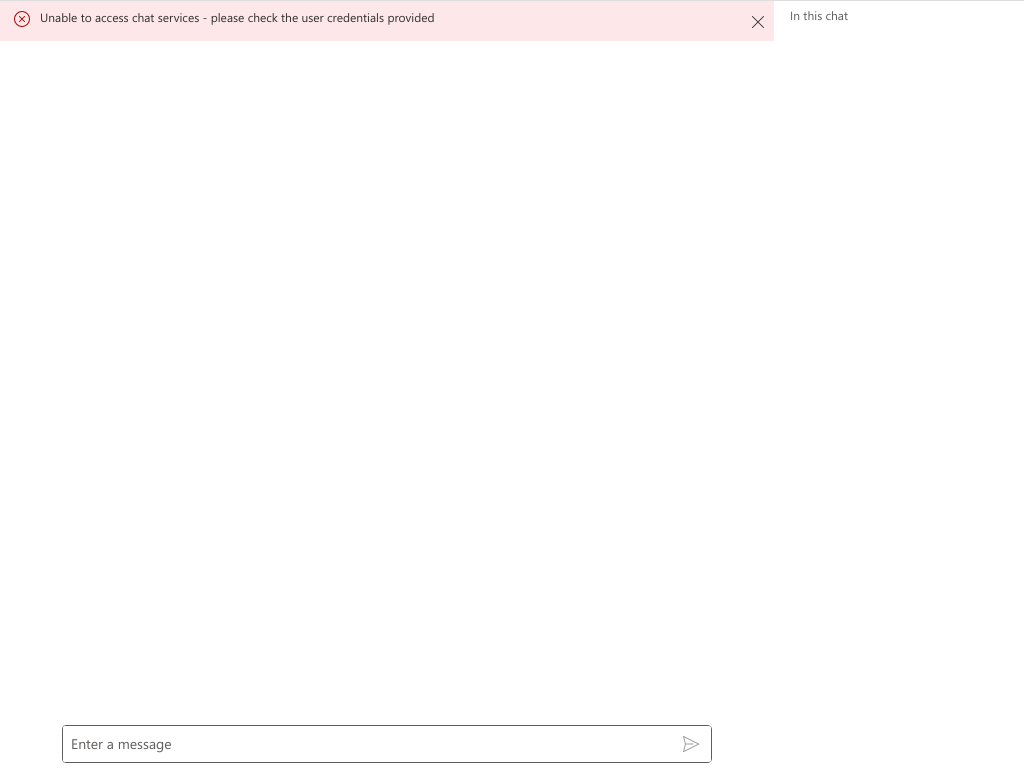 Unable to access chat services - please check the user credentials provided
In this chat
Enter a message